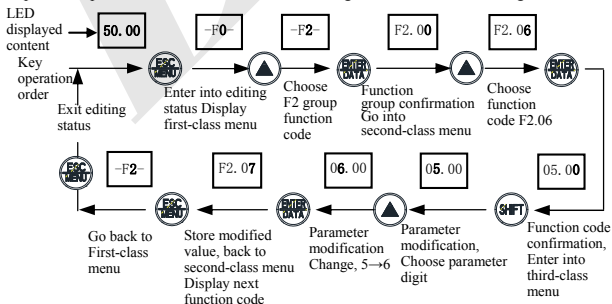 LED
displayed
content
50.00
-F0-
-F2-
F2.00
F2.06
Key
operation
order
ESC
MENU
ENTER
DATA
ENTER
DATA
Exit editing
status
Enter into editing
status Display
first-class menu
Choose
F2 group
function
code
Function
group confirmation
Go into
second-class menu
Choose
function
code F2.06
-F2-
F2.07
06.00
05.00
05.00
ESC
MENU
ESC
MENU
ENTER
DATA
SHIFT
Go back to
First-class
menu
Store modified
value, back to
second-class menu
Display next
function code
Parameter
modification
Change, 5→6
Parameter
modification,
Choose parameter
digit
Function code
confirmation,
Enter into
third-class
menu